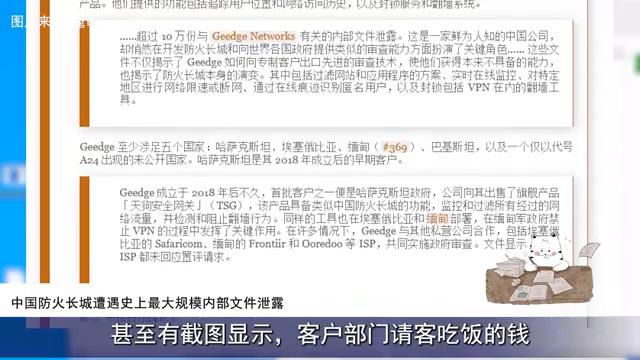 图片来
产品。他们提供的功能包括追踪用户位置和网络访问历史，以及封锁服务和翻墙系统。
……超过 10 万份与 Geedge Networks 有关的内部文件泄露。这是一家鲜为人知的中国公司，
却悄然在开发防火长城和向世界各国政府提供类似的审查能力方面扮演了关键角色……这些文
件不仅揭示了 Geedge 如何向专制客户出口先进的审查技术，使他们获得本来不具备的能力，
也揭示了防火长城本身的演变。其中包括过滤网站和应用程序的方案、实时在线监控、对特定
地区进行网络限速或断网、通过在线痕迹识别匿名用户，以及封锁包括 VPN 在内的翻墙工
具。
Geedge 至少涉足五个国家：哈萨克斯坦、埃塞俄比亚、缅甸（#369）、巴基斯坦，以及一个仅以代号
A24 出现的未公开国家。哈萨克斯坦是其 2018 年成立后的早期客户。
Geedge 成立于 2018 年后不久，首批客户之一便是哈萨克斯坦政府，公司向其出售了旗舰产品
「天狗安全网关」（TSG），该产品具备类似中国防火长城的功能，监控和过滤所有经过的网
络流量，并检测和阻止翻墙行为。同样的工具也在埃塞俄比亚和缅甸部署，在缅甸军政府禁
止 VPN 的过程中发挥了关键作用。在许多情况下，Geedge 与其他私营公司合作，包括埃塞俄
比亚的 Safaricom、缅甸的 Frontiir 和 Ooredoo 等 ISP，共同实施政府审查。文件显示，
ISP 都未回应置评请求。
中国防火长城遭遇史上最大规模内部文件泄露
甚至有截图显示，客户部门请客吃饭的钱